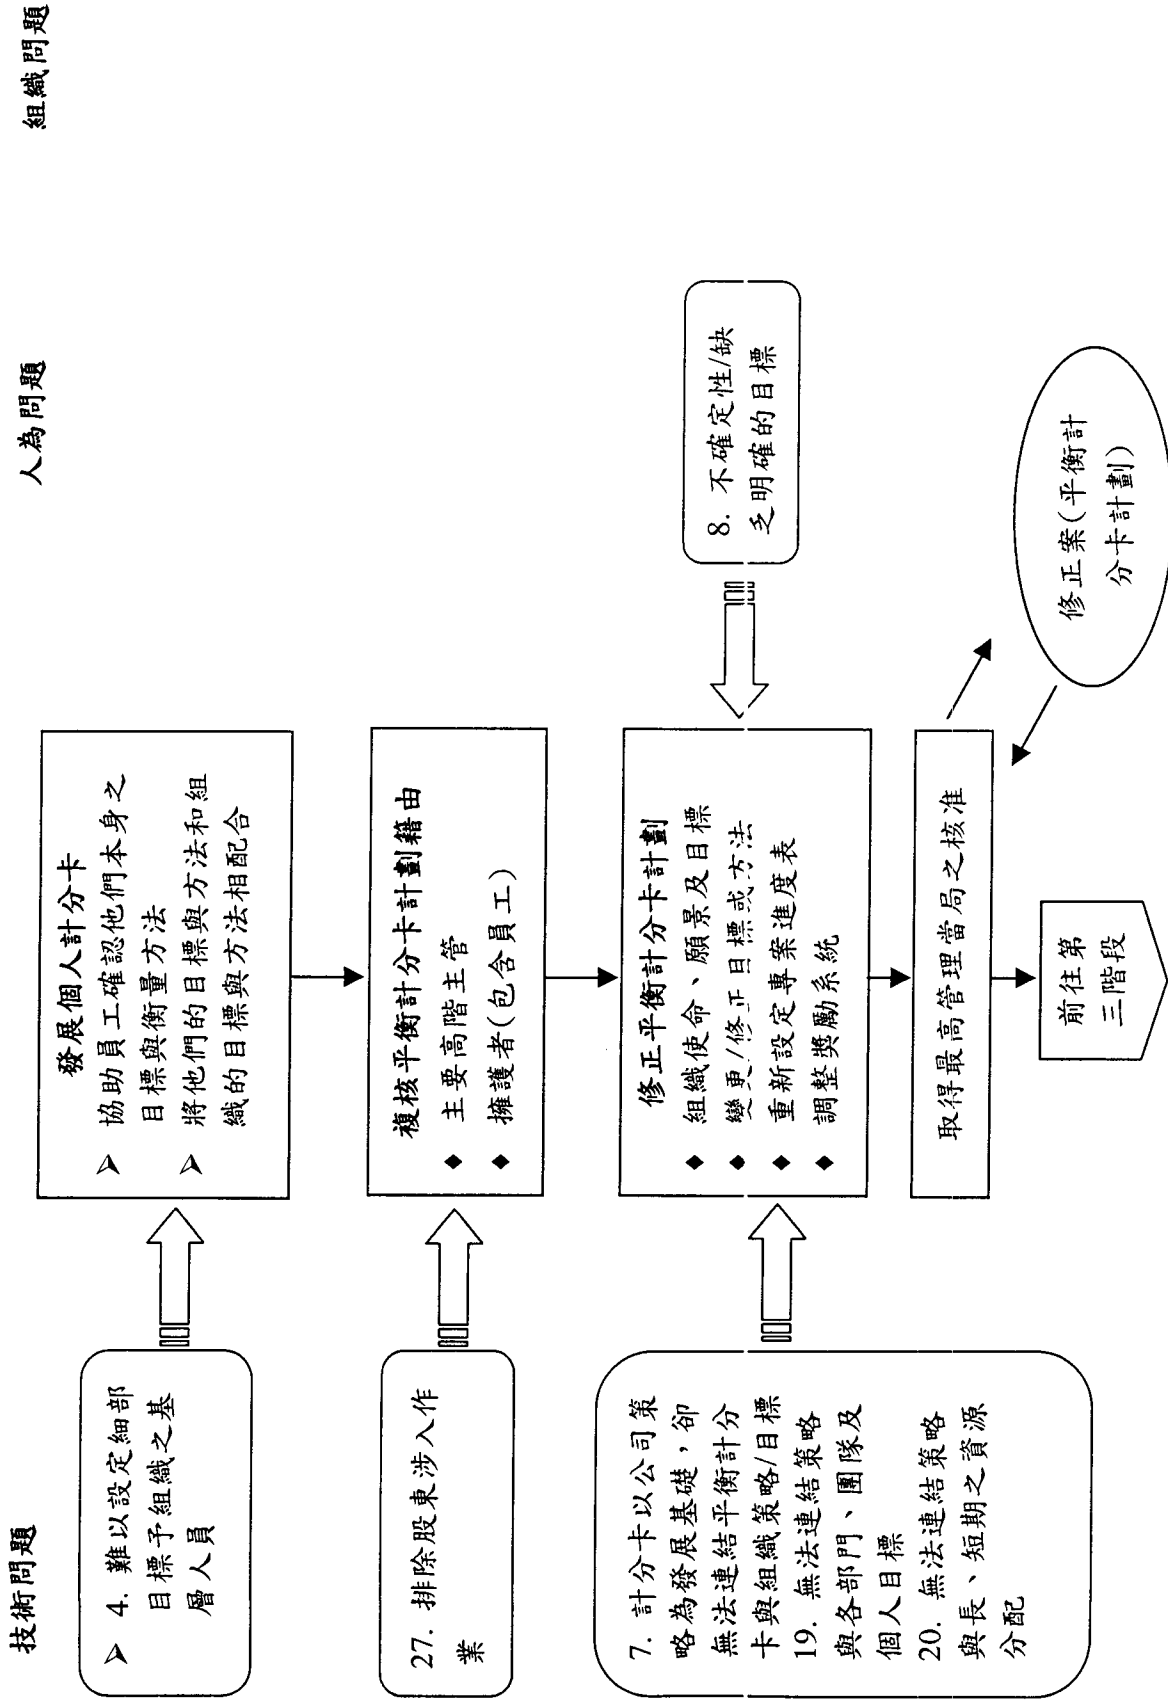 技術問題
人為問題
組織問題
➢ 4. 難以設定細部
目標予組織之基
層人員
發展個人計分卡
➢ 協助員工確認他們本身之
目標與衡量方法
➢ 將他們的目標與方法和組
織的目標與方法相配合
27. 排除股東涉入作
業
複核平衡計分卡計劃籍由
◆ 主要高階主管
◆ 擁護者(包含員工)
7. 計分卡以公司策
略為發展基礎，卻
無法連結平衡計分
卡與組織策略/目標
19. 無法連結策略
與各部門、團隊及
個人目標
20. 無法連結策略
與長、短期之資源
分配
修正平衡計分卡計劃
◆ 組織使命、願景及目標
◆ 變更/修正目標或方法
◆ 重新設定專案進度表
◆ 調整獎勵系統
8. 不確定性/缺
乏明確的目標
取得最高管理當局之核准
修正案(平衡計
分卡計劃)
前往第
三階段